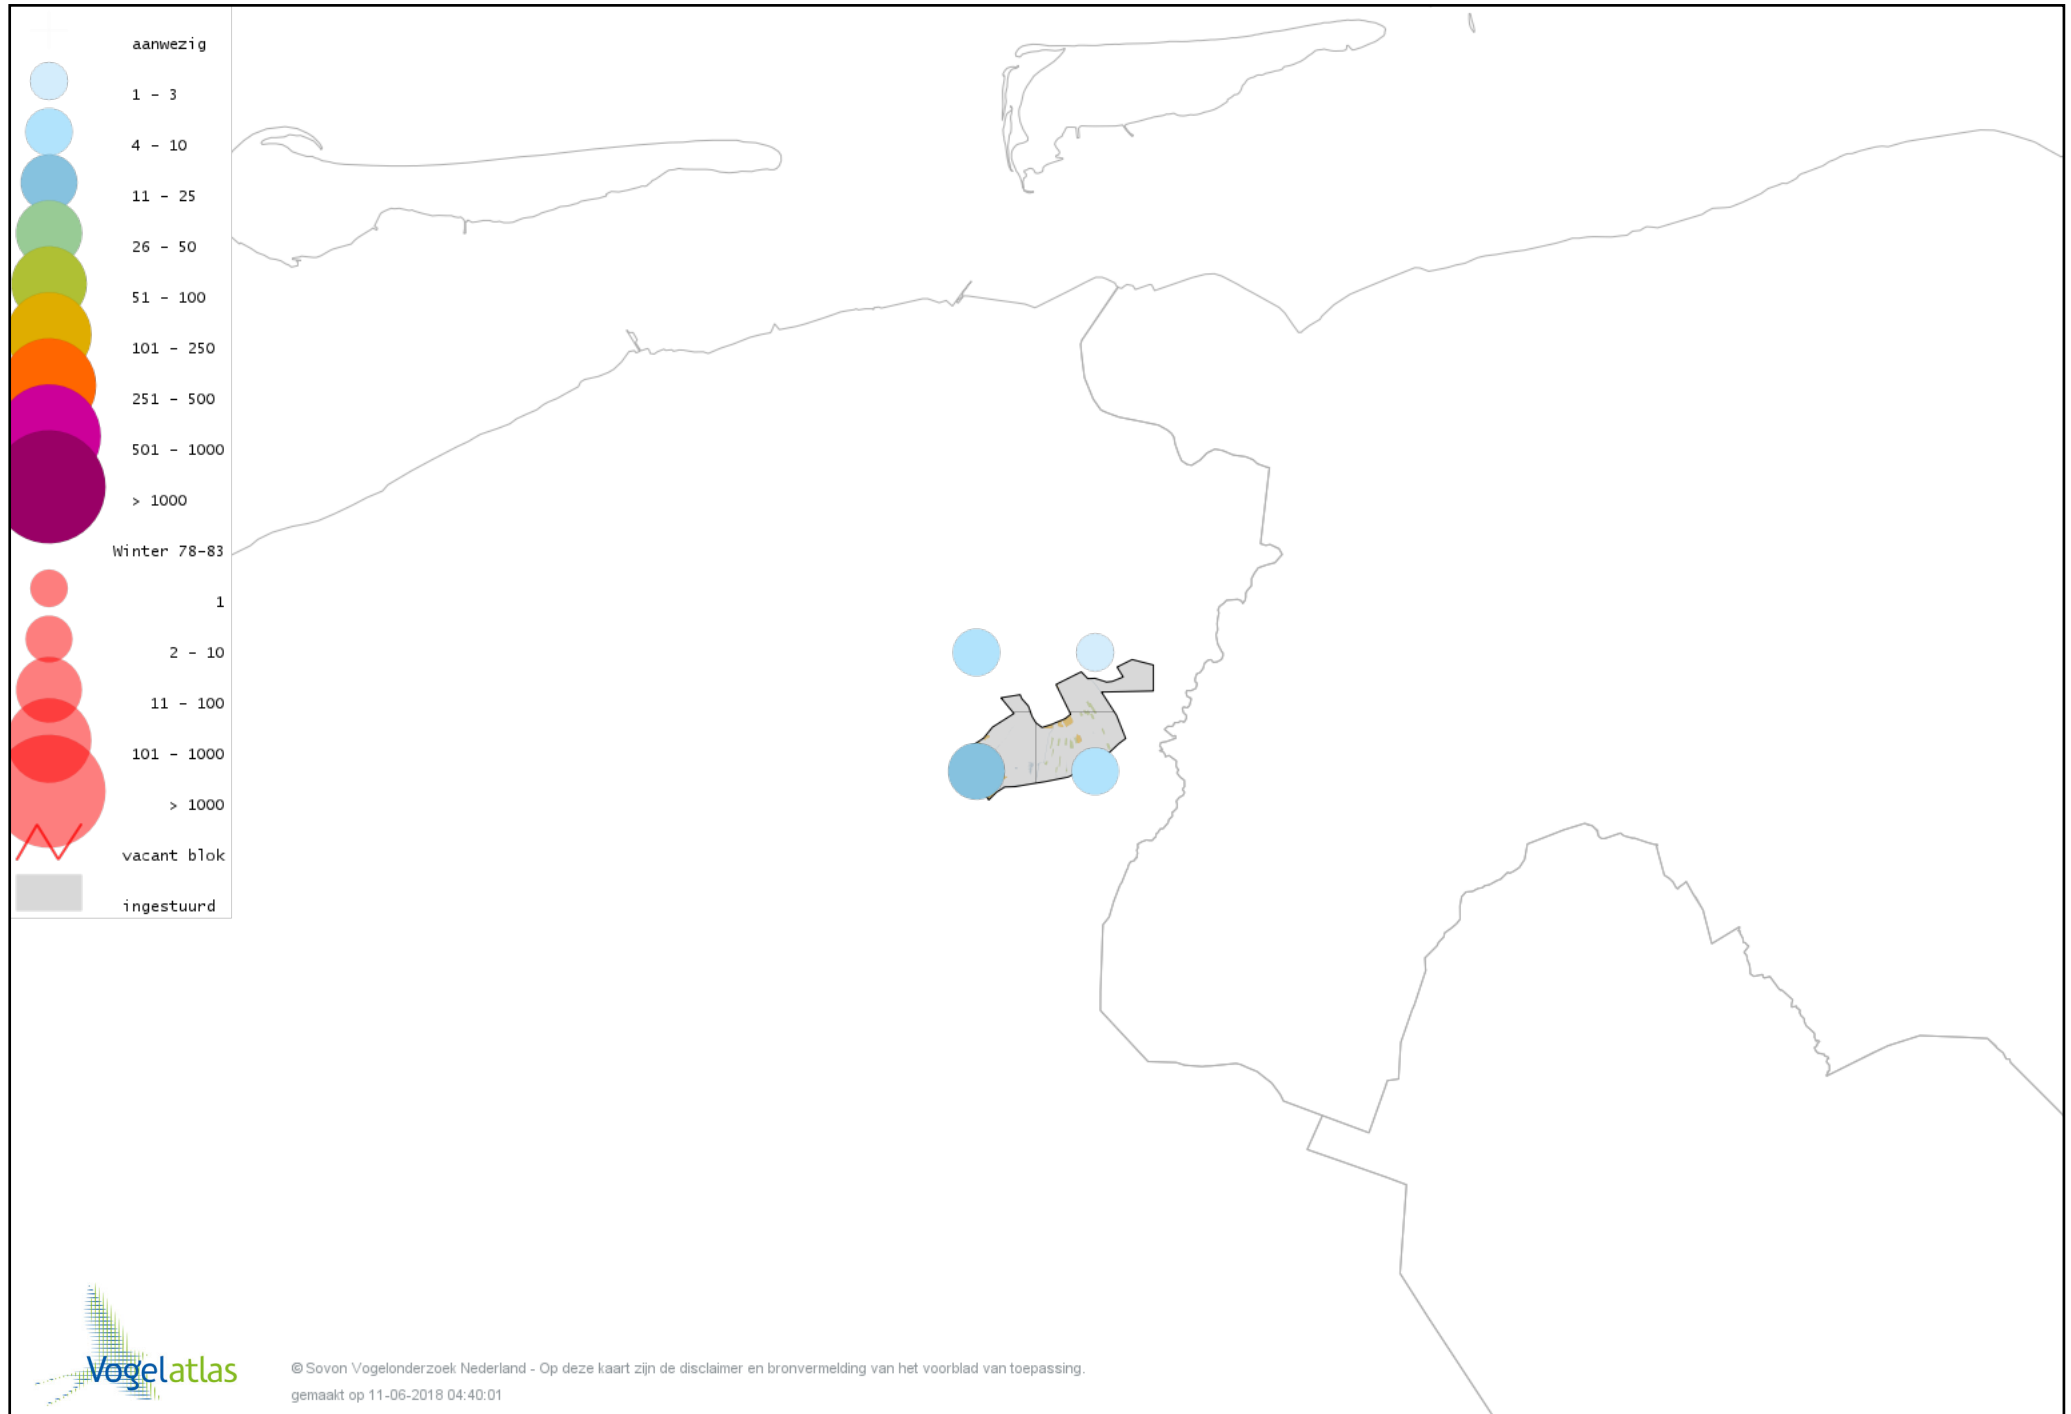 aanwezig
1 - 3
4 - 10
11 - 25
26 - 50
51 - 100
101 - 250
251 - 500
501 - 1000
> 1000
Winter 78-83
1
2 - 10
11 - 100
101 - 1000
> 1000
vacant blok
ingestuurd
Vogelatlas
© Sovon Vogelonderzoek Nederland - Op deze kaart zijn de disclaimer en bronvermelding van het voorblad van toepassing.
gemaakt op 11-06-2018 04:40:01